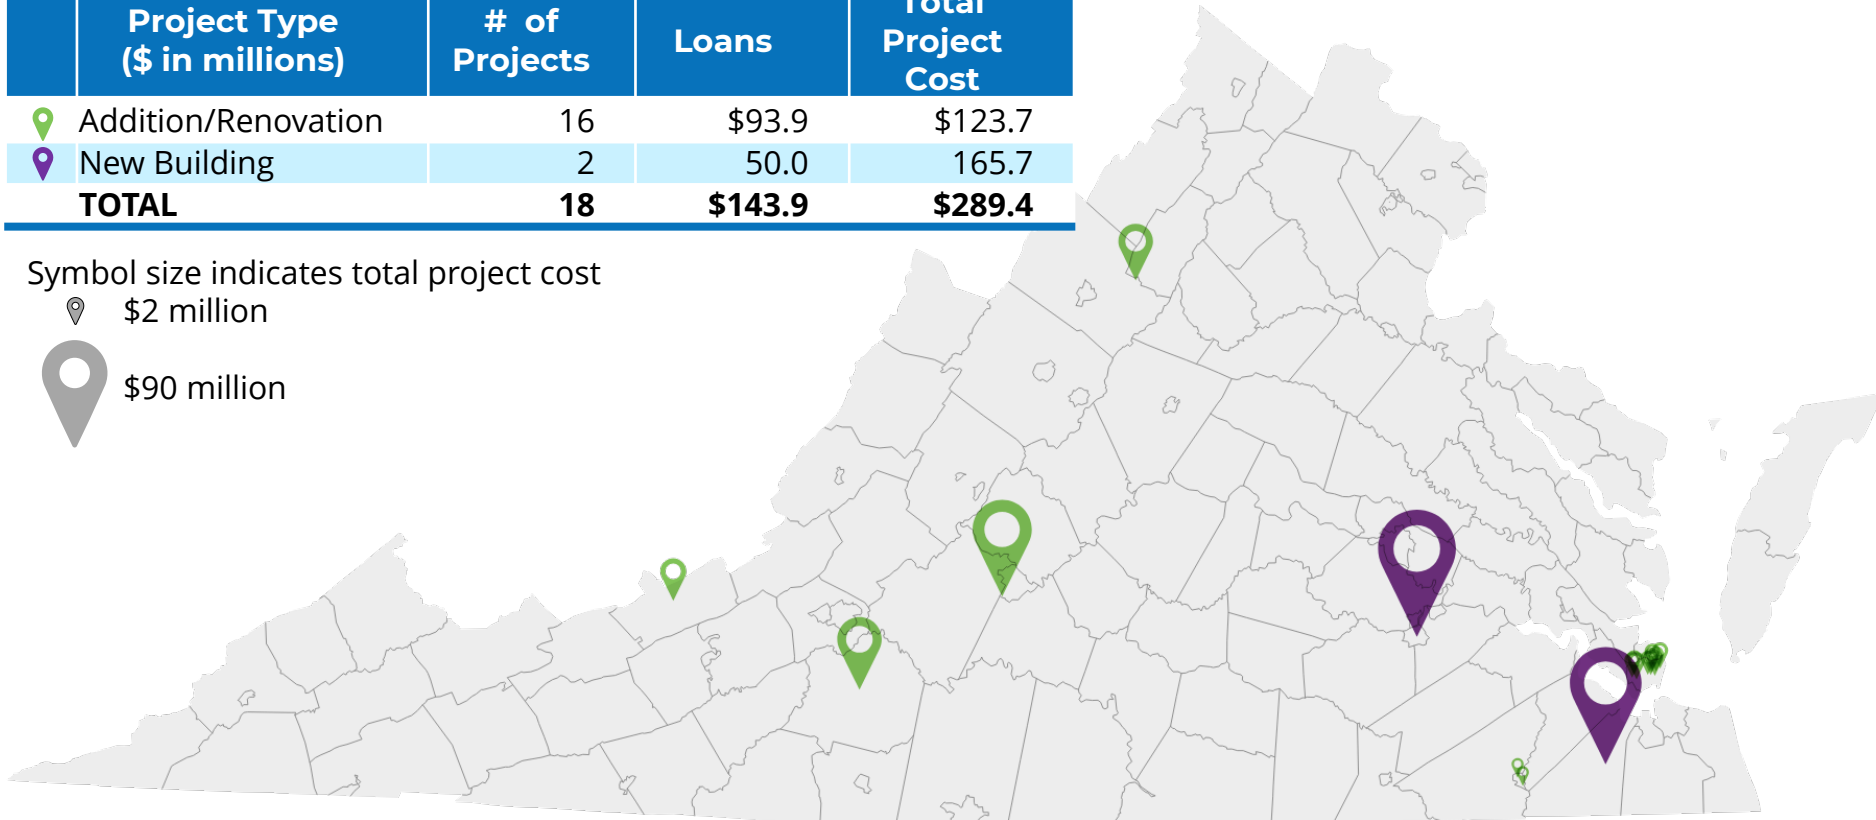 Project Type
($ in millions)
# of
Projects
Loans
Total
Project
Cost
Addition/Renovation 16 $93.9 $123.7
New Building 2 50.0 165.7
TOTAL 18 $143.9 $289.4
Symbol size indicates total project cost
$2 million
$90 million